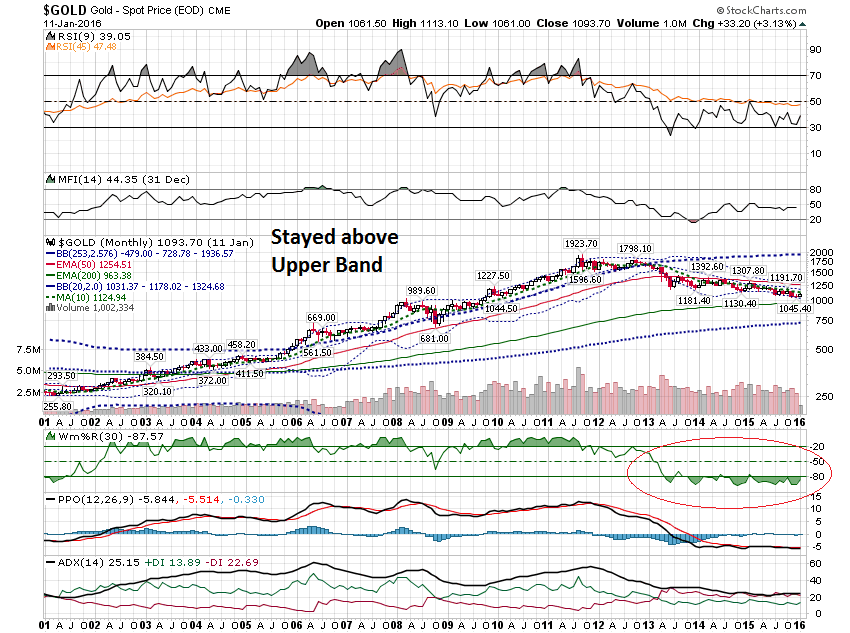 $GOLD Gold - Spot Price (EOD) CME
© StockCharts.com
11-Jan-2016
Open 1061.50 High 1113.10 Low 1061.00 Close 1093.70 Volume 1.0M Chg +33.20 (+3.13%)
RSI(9) 39.05
RSI(45) 47.48
90
70
50
30
10
MFI(14) 44.35 (31 Dec)
80
50
20
$GOLD (Monthly) 1093.70 (11 Jan)
BB(253,2.576) -479.00 - 728.78 - 1936.57
EMA(50) 1254.51
EMA(200) 963.38
BB(20,2.0) 1031.37 - 1178.02 - 1324.68
MA(10) 1124.94
Volume 1,002,334
Stayed above
Upper Band
1923.70
1798.10
1392.60
1307.80
1191.70
1227.50
1596.60
989.60
1044.50
1181.40
1130.40
1045.40
669.00
681.00
433.00
458.20
561.50
384.50
293.50
372.00
411.50
320.10
255.80
2000
1750
1500
1250
1000
750
500
250
7.5M
5.0M
2.5M
01 A J O 02 A J O 03 A J O 04 A J O 05 A J O 06 A J O 07 A J O 08 A J O 09 A J O 10 A J O 11 A J O 12 A J O 13 A J O 14 A J O 15 A J O 16
Wm%R(30) -87.57
-20
-50
-80
PPO(12,26,9) -5.844, -5.514, -0.330
15
10
5
0
-5
ADX(14) 25.15 +DI 13.89 -DI 22.69
60
40
20
0
01 A J O 02 A J O 03 A J O 04 A J O 05 A J O 06 A J O 07 A J O 08 A J O 09 A J O 10 A J O 11 A J O 12 A J O 13 A J O 14 A J O 15 A J O 16